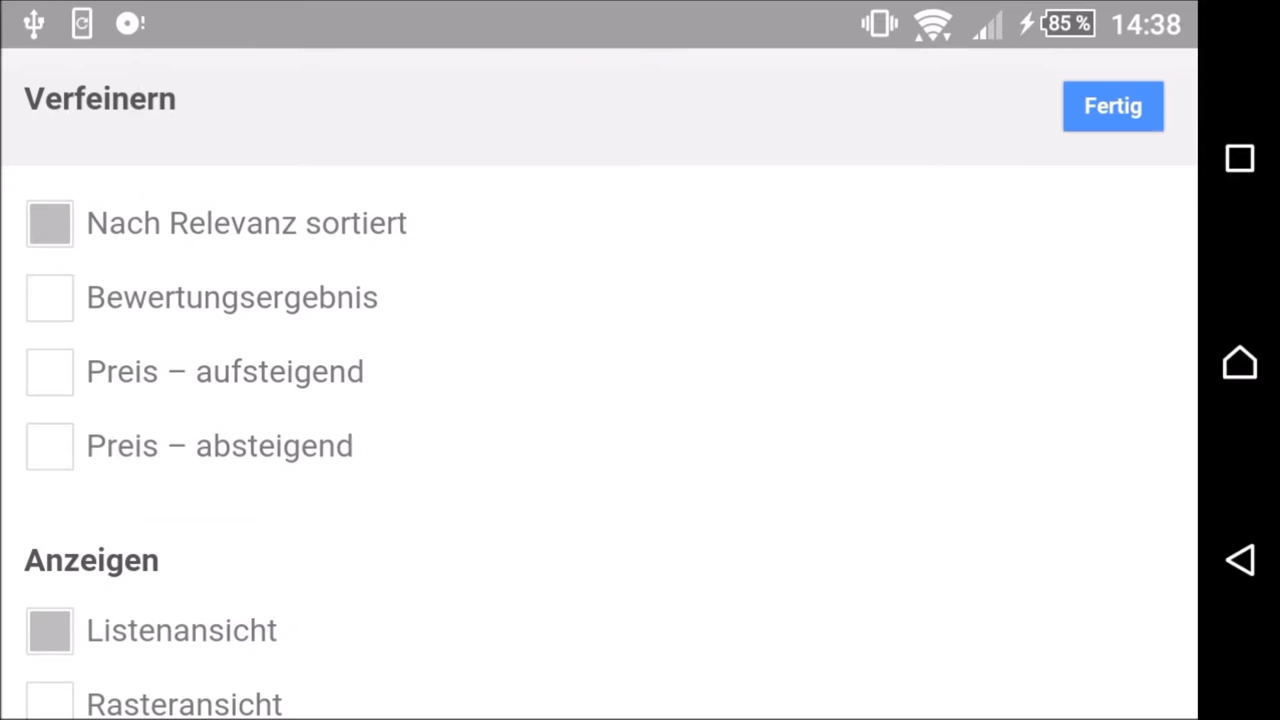 85 % 14:38
Verfeinern
Fertig
Nach Relevanz sortiert
Bewertungsergebnis
Preis – aufsteigend
Preis – absteigend
Anzeigen
Listenansicht
Rasteransicht